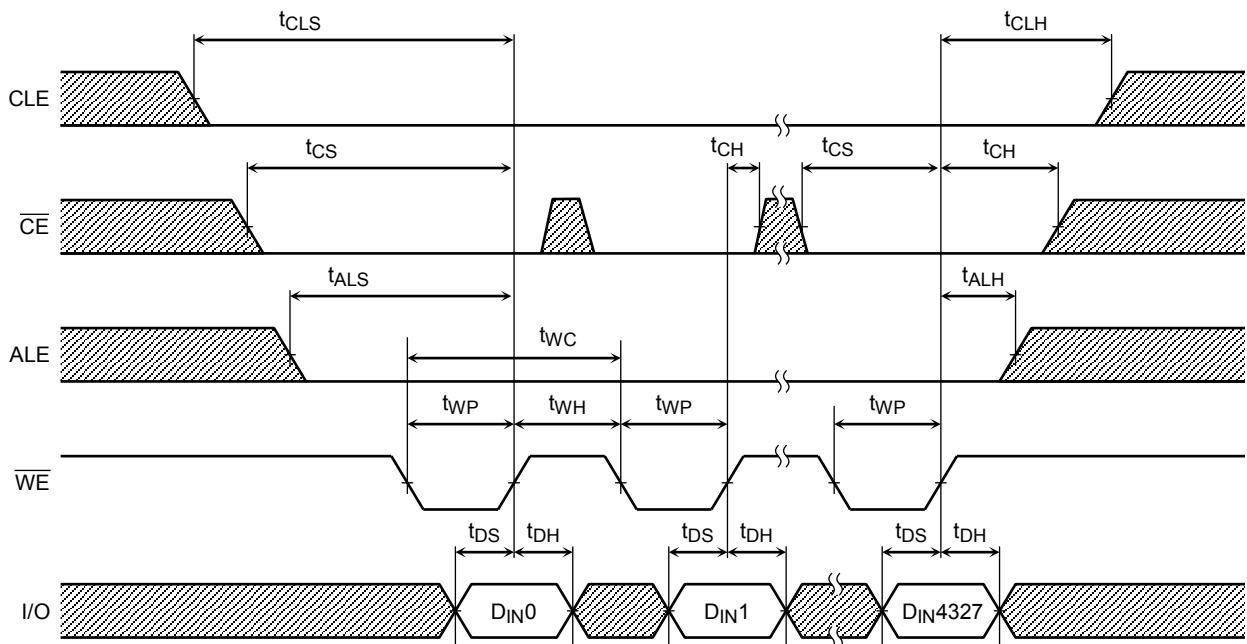 tCLS tCLH
CLE
tCS tCH tCS tCH
CE
tALS tALH
ALE
tWC
tWP tWH tWP tWP
WE
tDS tDH tDS tDH tDS tDH
I/O DIN0 DIN1 DIN4327